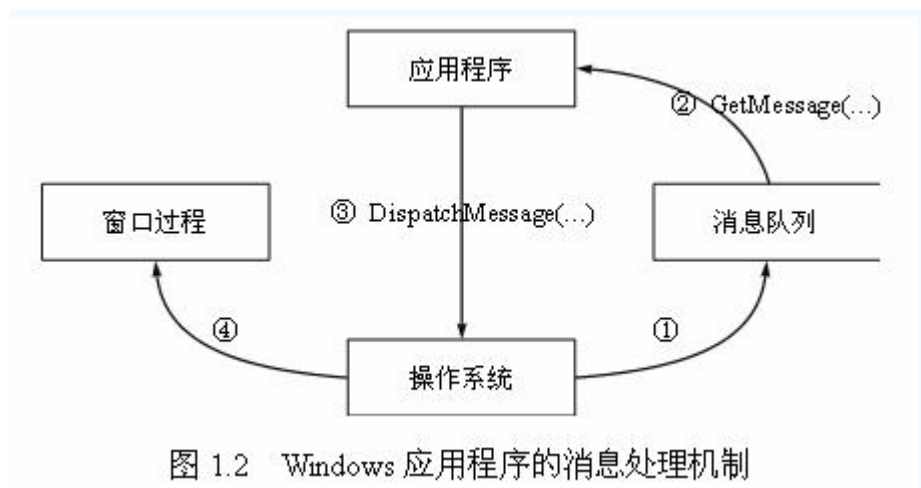 应用程序
② GetMessage(...)
窗口过程
③ DispatchMessage(...)
消息队列
④
①
操作系统
图 1.2 Windows 应用程序的消息处理机制